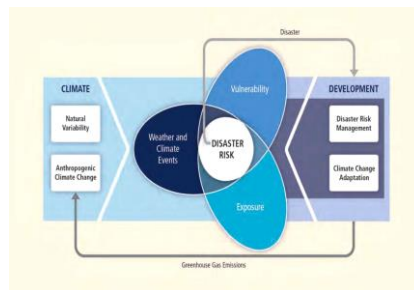 Disaster
CLIMATE
Vulnerability
DEVELOPMENT
Natural
Variability
Disaster Risk
Management
Weather and
Climate
Events
DISASTER
RISK
Anthropogenic
Climate Change
Climate Change
Adaptation
Exposure
Greenhouse Gas Emissions